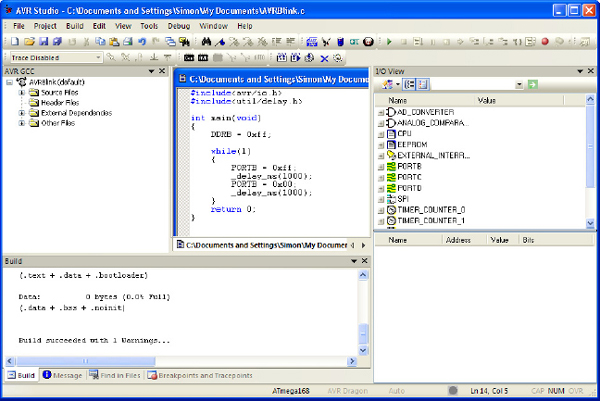 AVR Studio - C:\Documents and Settings\Simon\My Documents\AVRBlink.c
File Project Build Edit View Tools Debug Window Help
Trace Disabled
AVR GCC
AVRBlink (default)
Source Files
Header Files
External Dependencies
Other Files
C:\Documents and Settings\Simon\My Documen
#include<avr/io.h>
#include<util/delay.h>
int main(void)
{
DDRB = 0xff;
while(1)
{
PORTB = 0xff;
_delay_ms(1000);
PORTB = 0x00;
_delay_ms(1000);
}
return 0;
}
C:\Documents and Settings\Simon\My Documen
I/O View
Name Value
AD_CONVERTER
ANALOG_COMPARA...
CPU
EEPROM
EXTERNAL_INTERR...
PORTB
PORTC
PORTD
SPI
TIMER_COUNTER_0
TIMER_COUNTER_1
Name Address Value Bits
Build
(.text + .data + .bootloader)
Data: 0 bytes (0.0% Full)
(.data + .bss + .noinit)
Build succeeded with 1 Warnings...
Build Message Find in Files Breakpoints and Tracepoints
ATmega168 AVR Dragon Auto Ln 14, Col 5 CAP NUM OVR